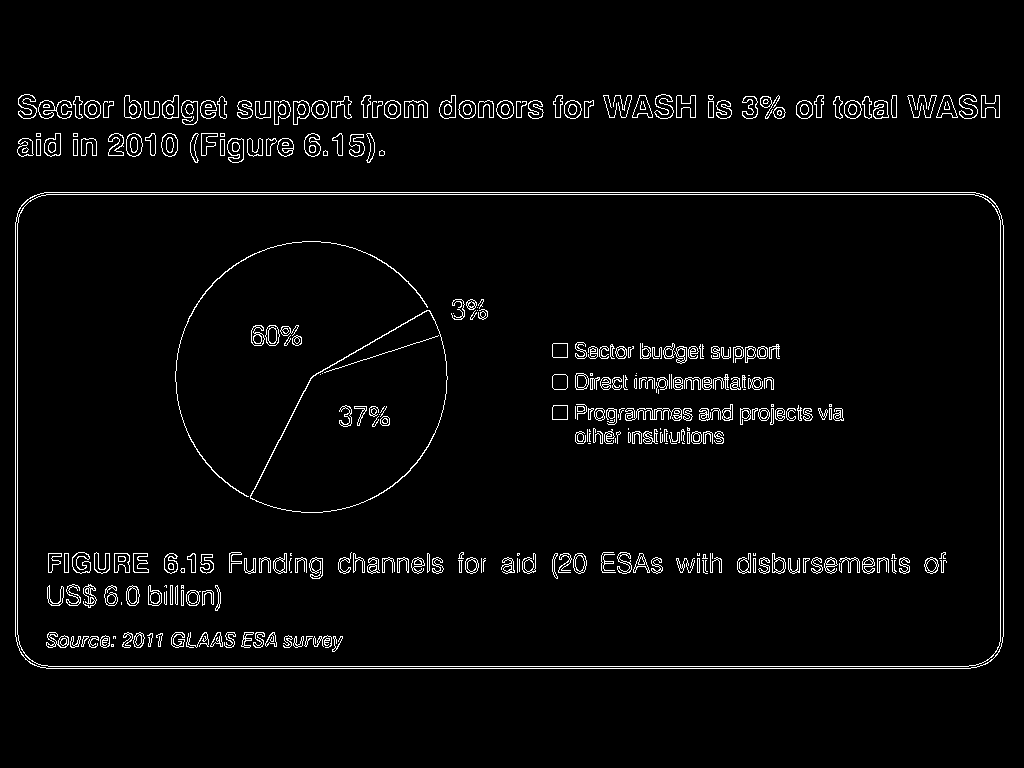 Sector budget support from donors for WASH is 3% of total WASH
aid in 2010 (Figure 6.15).
3%
60%
37%
Sector budget support
Direct implementation
Programmes and projects via
other institutions
FIGURE 6.15 Funding channels for aid (20 ESAs with disbursements of
US$ 6.0 billion)
Source: 2011 GLAAS ESA survey